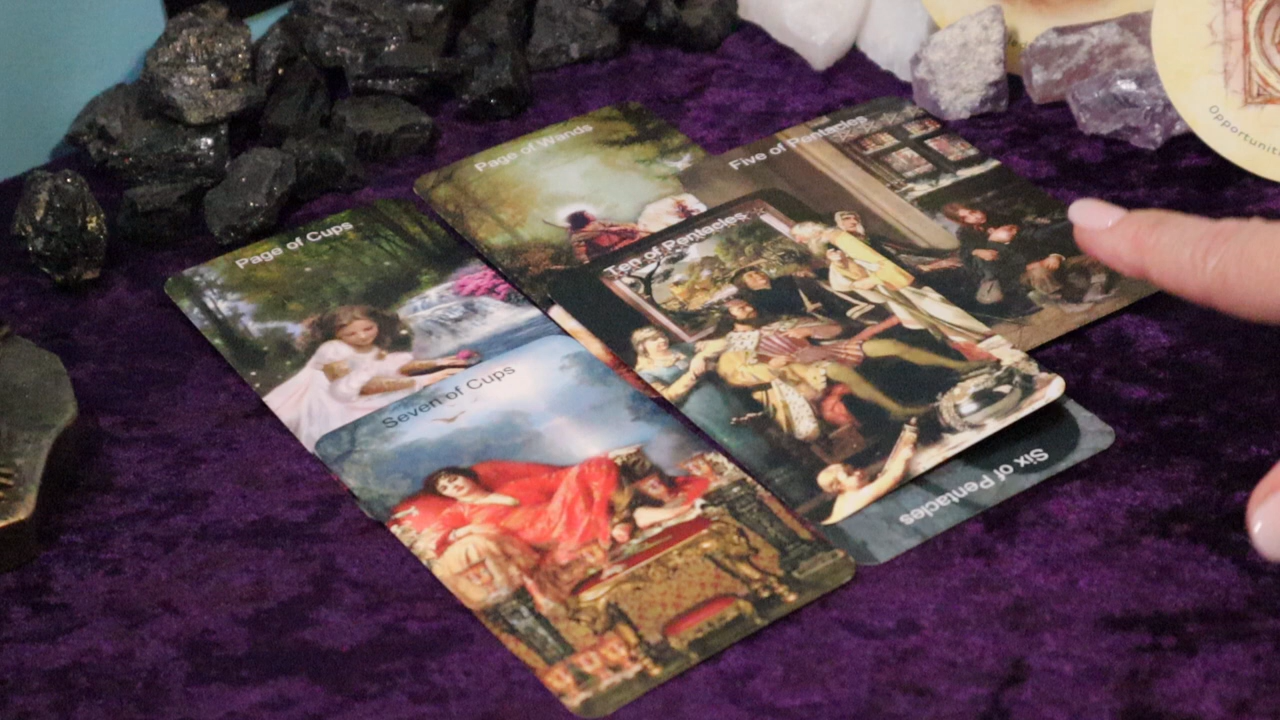 Page of Wands
Five of Pentacles
Page of Cups
Ten of Pentacles
Seven of Cups
Six of Pentacles